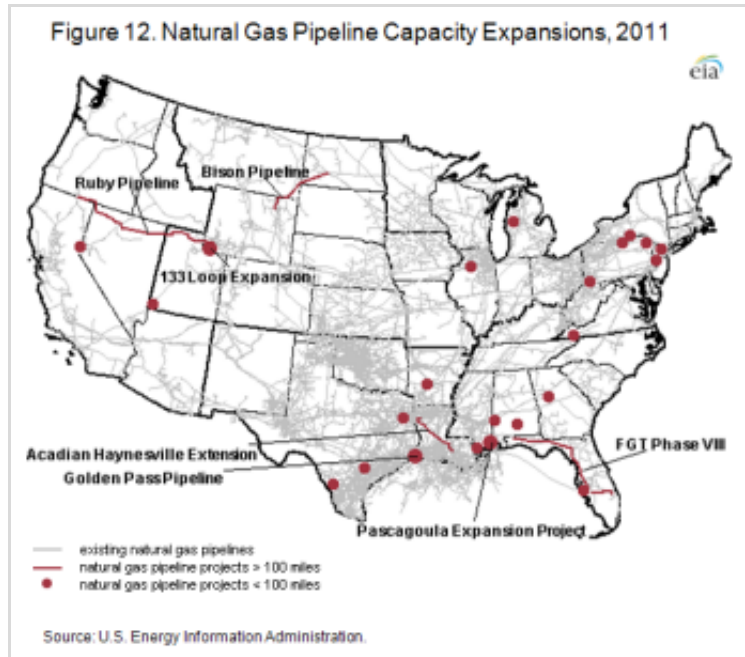 Figure 12. Natural Gas Pipeline Capacity Expansions, 2011
eia
Bison Pipeline
Ruby Pipeline
133 Loop Expansion
Acadian Haynesville Extension
FGT Phase VIII
Golden Pass Pipeline
Pascagoula Expansion Project
existing natural gas pipelines
natural gas pipeline projects > 100 miles
natural gas pipeline projects < 100 miles
Source: U.S. Energy Information Administration.